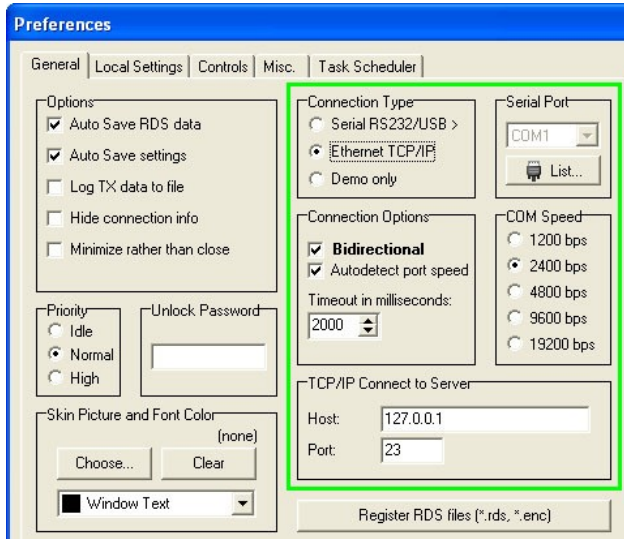 Preferences
General
Local Settings
Controls
Misc.
Task Scheduler
Options
Auto Save RDS data
Auto Save settings
Log TX data to file
Hide connection info
Minimize rather than close
Priority
Idle
Normal
High
Unlock Password
Skin Picture and Font Color
(none)
Choose...
Clear
Window Text
Connection Type
Serial RS232/USB >
Ethernet TCP/IP
Demo only
Serial Port
COM1
List...
Connection Options
Bidirectional
Autodetect port speed
Timeout in milliseconds:
2000
COM Speed
1200 bps
2400 bps
4800 bps
9600 bps
19200 bps
TCP/IP Connect to Server
Host: 127.0.0.1
Port: 23
Register RDS files (*.rds, *.enc)